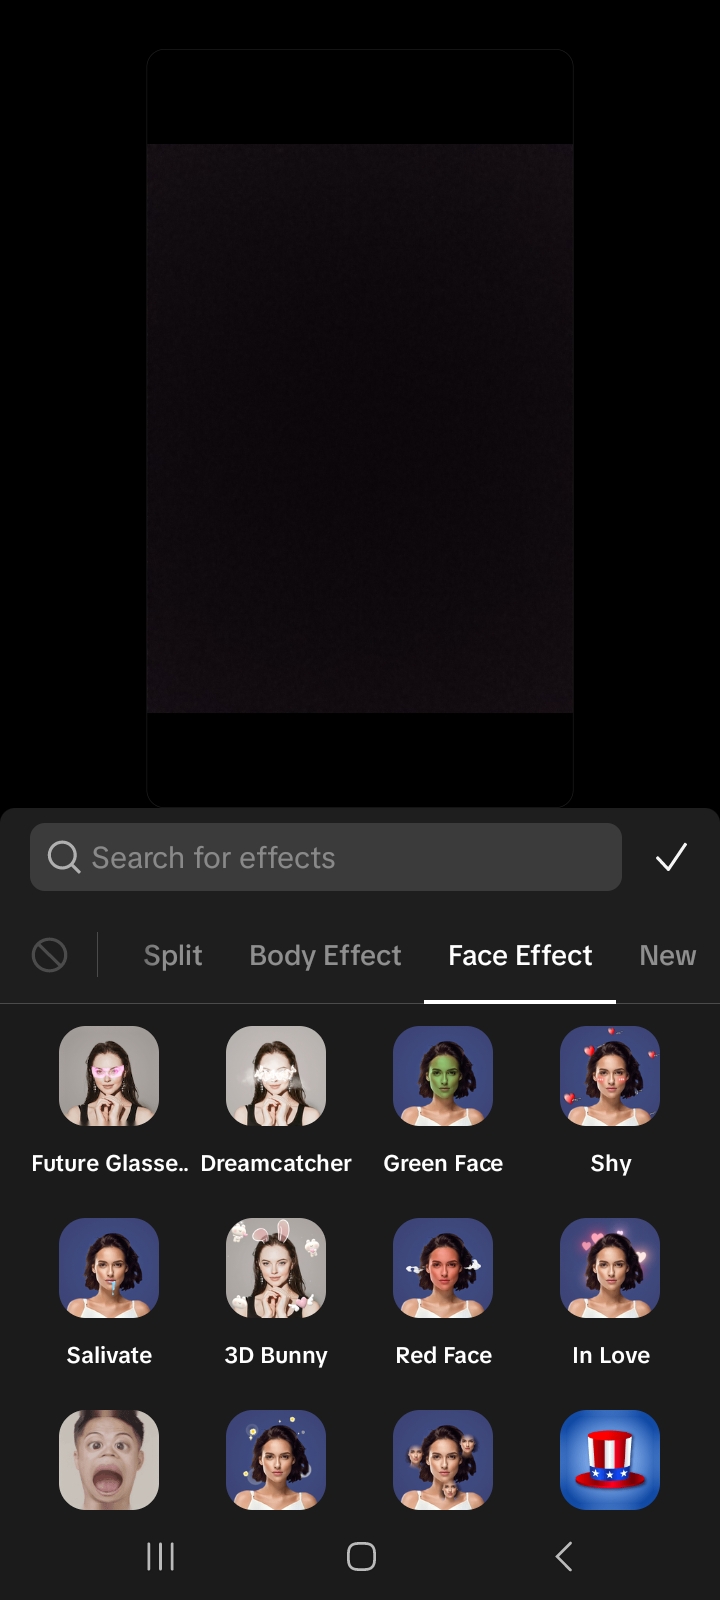 Search for effects
Split Body Effect Face Effect New
Future Glasse.. Dreamcatcher Green Face Shy
Salivate 3D Bunny Red Face In Love